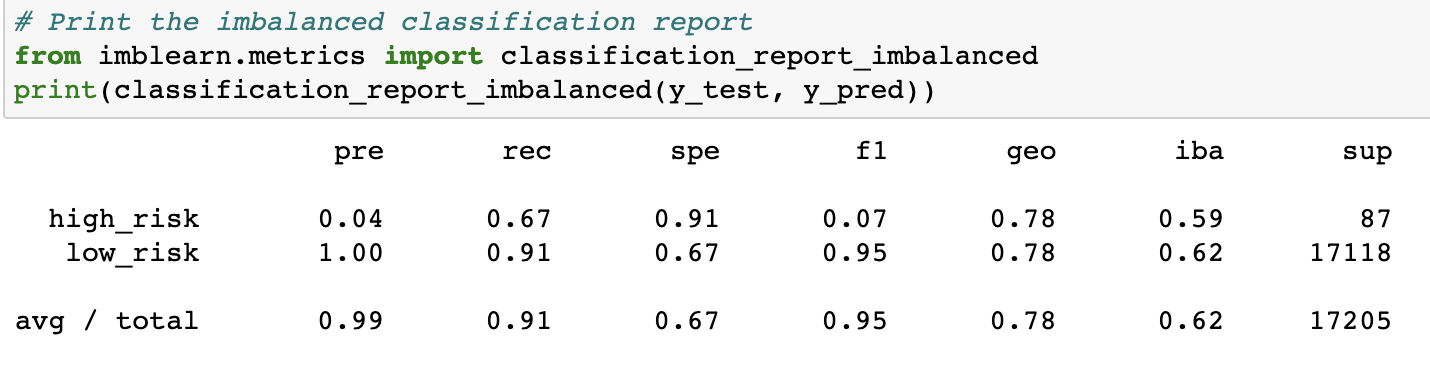 # Print the imbalanced classification report
from imblearn.metrics import classification_report_imbalanced
print(classification_report_imbalanced(y_test, y_pred))
pre rec spe f1 geo iba sup
high_risk 0.04 0.67 0.91 0.07 0.78 0.59 87
low_risk 1.00 0.91 0.67 0.95 0.78 0.62 17118
avg / total 0.99 0.91 0.67 0.95 0.78 0.62 17205